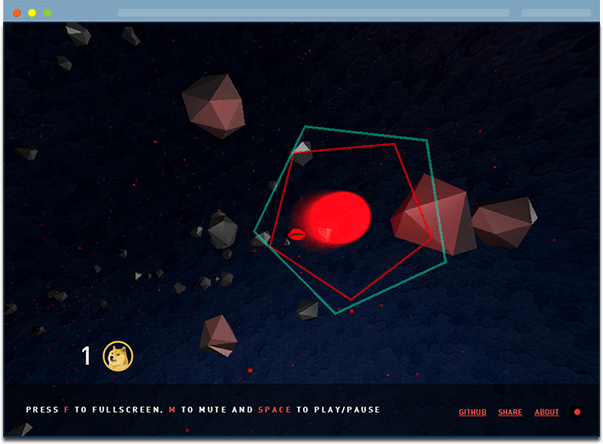 1
PRESS F TO FULLSCREEN, M TO MUTE AND SPACE TO PLAY/PAUSE
GITHUB SHARE ABOUT